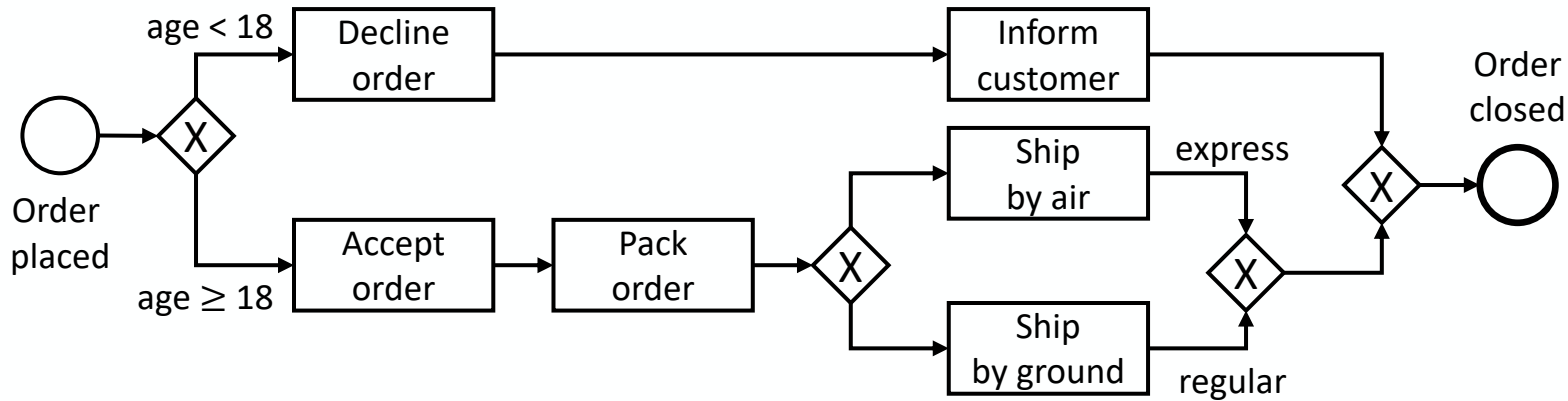 age < 18
Decline
order
Inform
customer
Order
closed
X
Order
placed
age ≥ 18
Accept
order
Pack
order
X
Ship
by air
express
Ship
by ground
regular
X
X